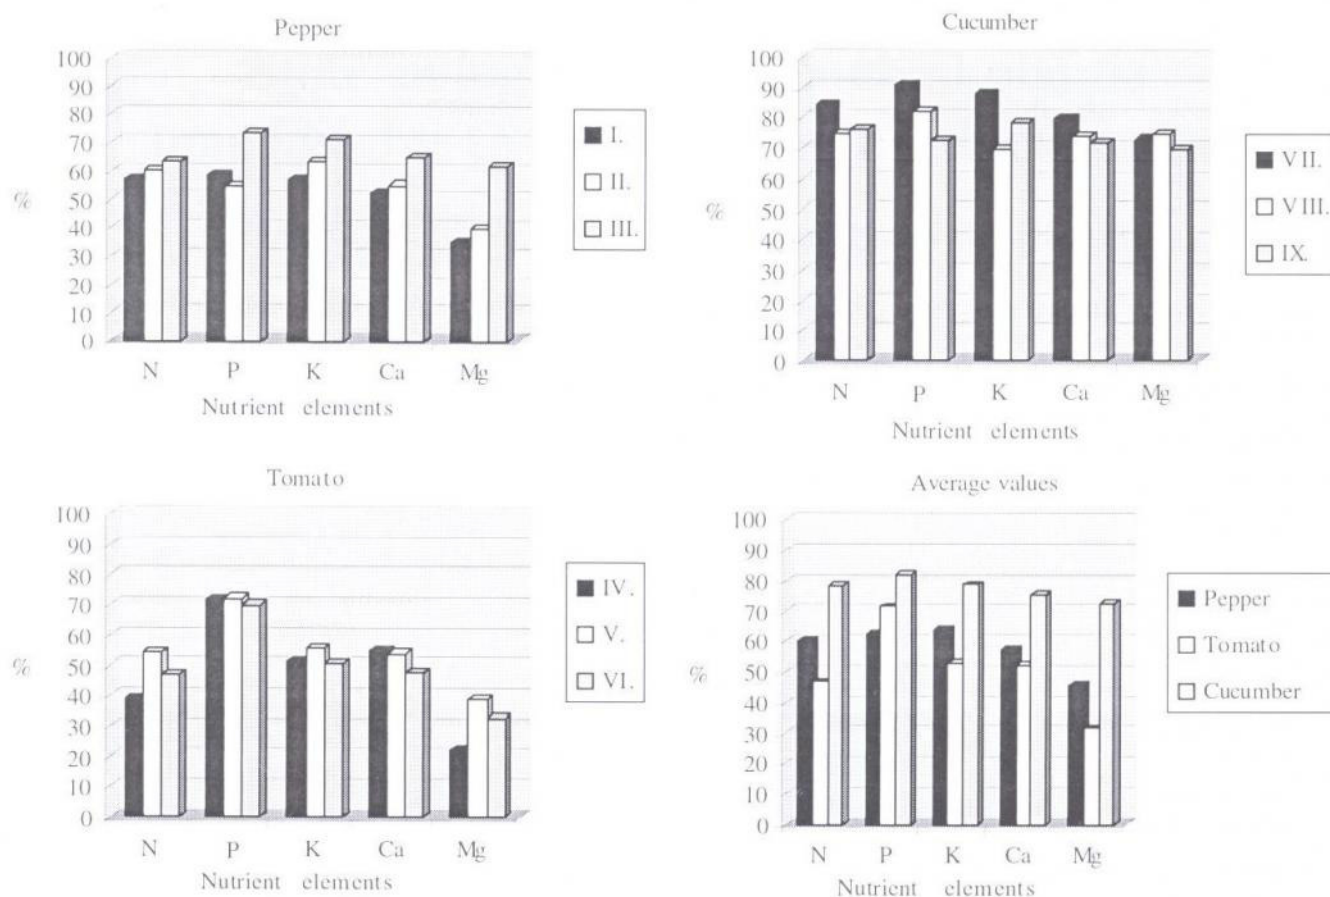 Pepper
100
90
80
70
60
50
40
30
20
10
0
%
N P K Ca Mg
Nutrient elements
I.
II.
III.
Cucumber
100
90
80
70
60
50
40
30
20
10
0
%
N P K Ca Mg
Nutrient elements
VII.
VIII.
IX.
Tomato
100
90
80
70
60
50
40
30
20
10
0
%
N P K Ca Mg
Nutrient elements
IV.
V.
VI.
Average values
100
90
80
70
60
50
40
30
20
10
0
%
N P K Ca Mg
Nutrient elements
Pepper
Tomato
Cucumber